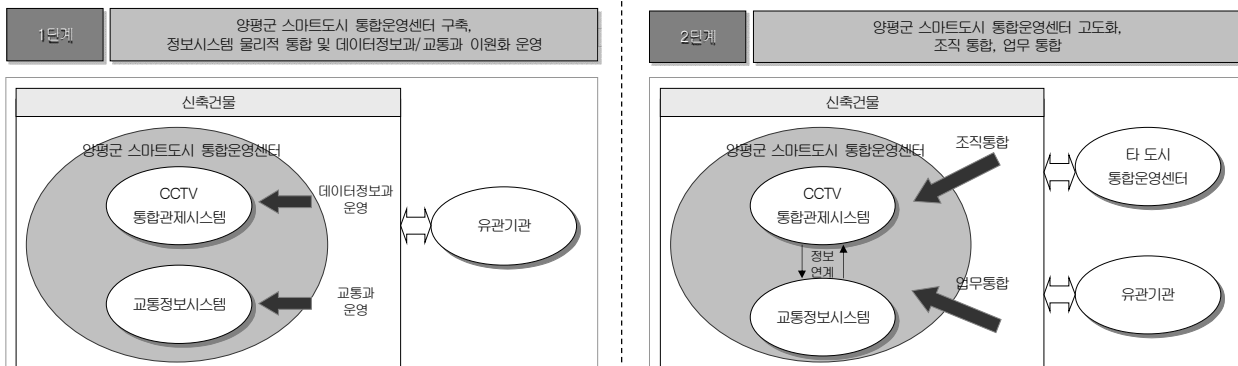 1단계
양평군 스마트도시 통합운영센터 구축,
정보시스템 물리적 통합 및 데이터정보과/교통과 이원화 운영
신축건물
양평군 스마트도시 통합운영센터
CCTV
통합관제시스템
데이터정보과
운영
교통정보시스템
교통과
운영
유관기관
2단계
양평군 스마트도시 통합운영센터 고도화,
조직 통합, 업무 통합
신축건물
양평군 스마트도시 통합운영센터
조직통합
CCTV
통합관제시스템
정보
연계
업무통합
교통정보시스템
타 도시
통합운영센터
유관기관